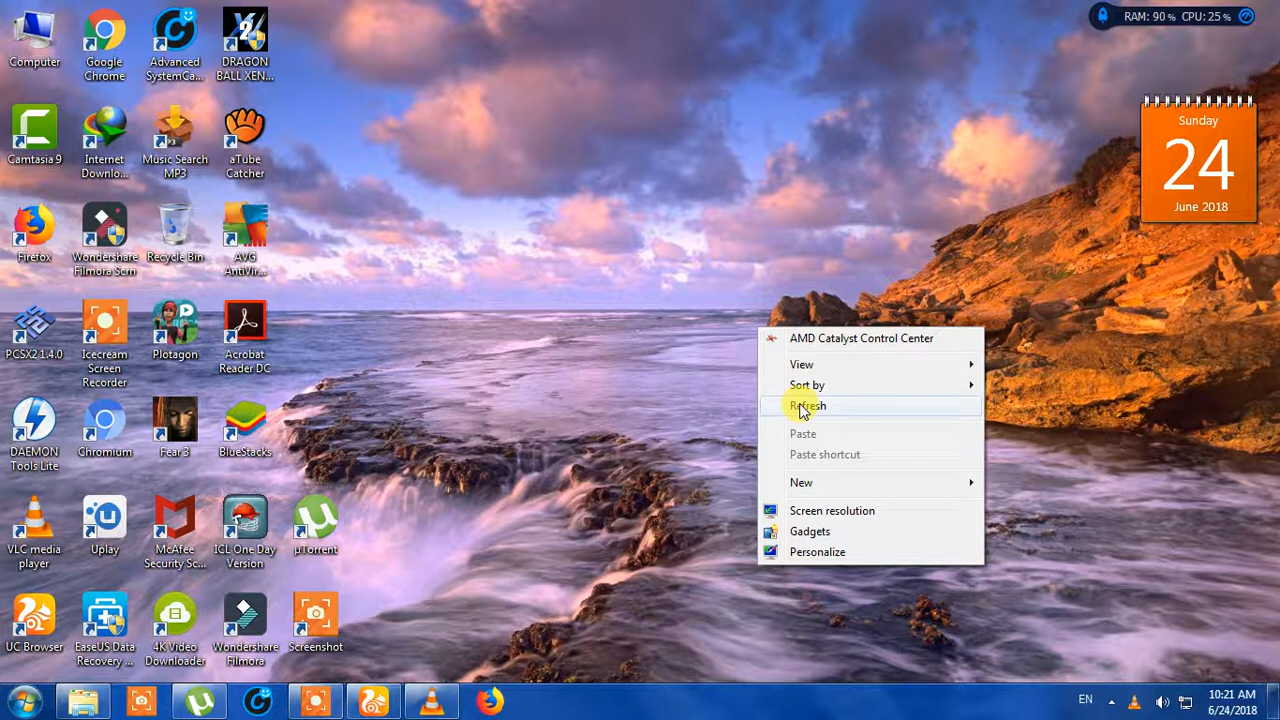 RAM: 90 % CPU: 25 %
Computer
Google
Chrome
Advanced
SystemCa...
DRAGON
BALL XEN...
Sunday
24
June 2018
Camtasia 9
Internet
Downlo...
Music Search
MP3
aTube
Catcher
Firefox
Wondershare
Filmora Scrn
Recycle Bin
AVG
AntiVir...
PCSX2 1.4.0
Icecream
Screen
Recorder
Plotagon
Acrobat
Reader DC
DAEMON
Tools Lite
Chromium
Fear 3
BlueStacks
VLC media
player
Uplay
McAfee
Security Sc...
ICL One Day
Version
µTorrent
UC Browser
EaseUS Data
Recovery ...
4K Video
Downloader
Wondershare
Filmora
Screenshot
AMD Catalyst Control Center
View
Sort by
Refresh
Paste
Paste shortcut
New
Screen resolution
Gadgets
Personalize
EN
10:21 AM
6/24/2018